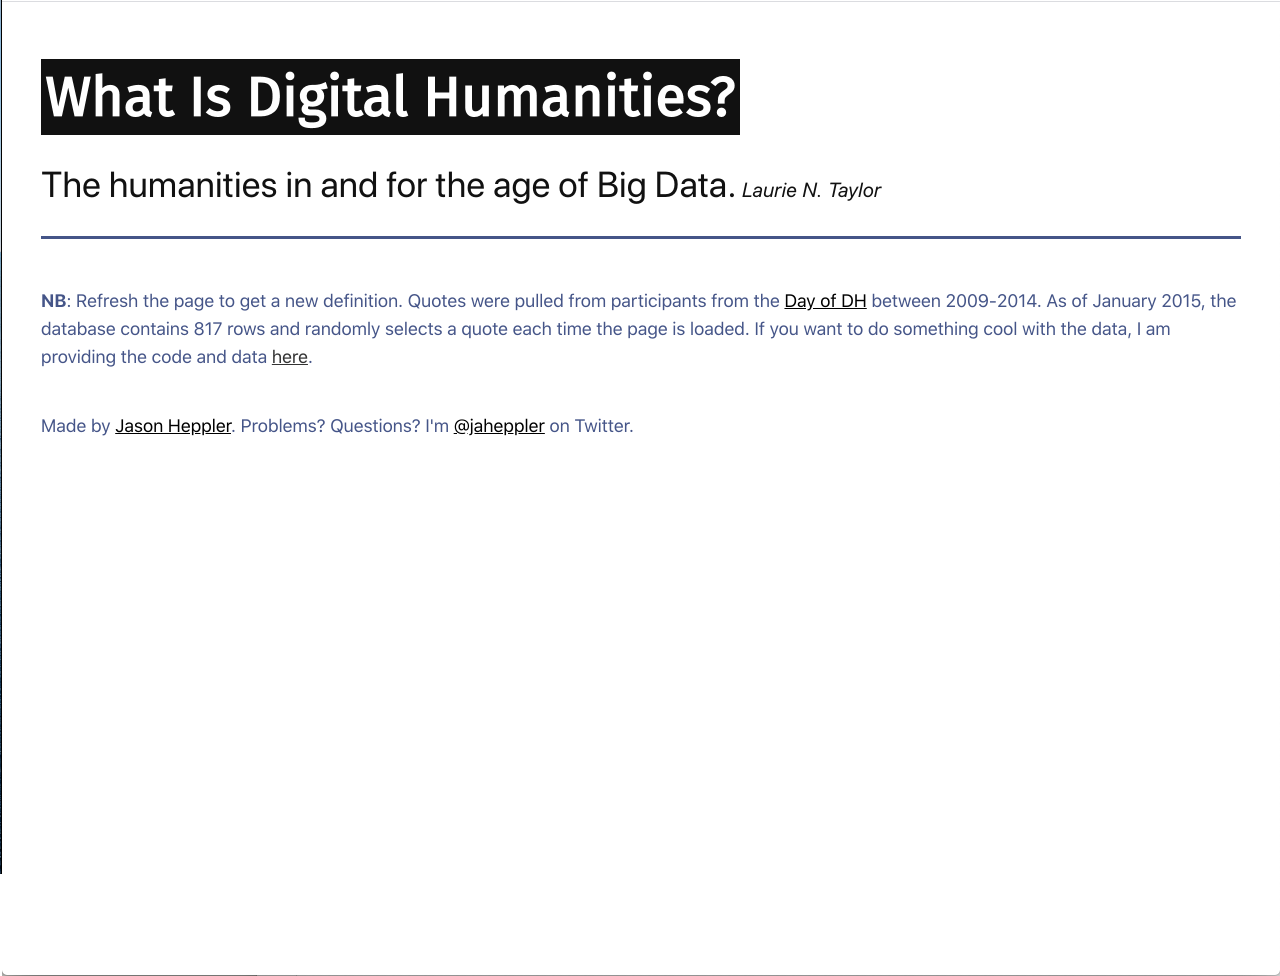 What Is Digital Humanities?
The humanities in and for the age of Big Data. Laurie N. Taylor
NB: Refresh the page to get a new definition. Quotes were pulled from participants from the Day of DH between 2009-2014. As of January 2015, the
database contains 817 rows and randomly selects a quote each time the page is loaded. If you want to do something cool with the data, I am
providing the code and data here.
Made by Jason Heppler. Problems? Questions? I'm @jaheppler on Twitter.